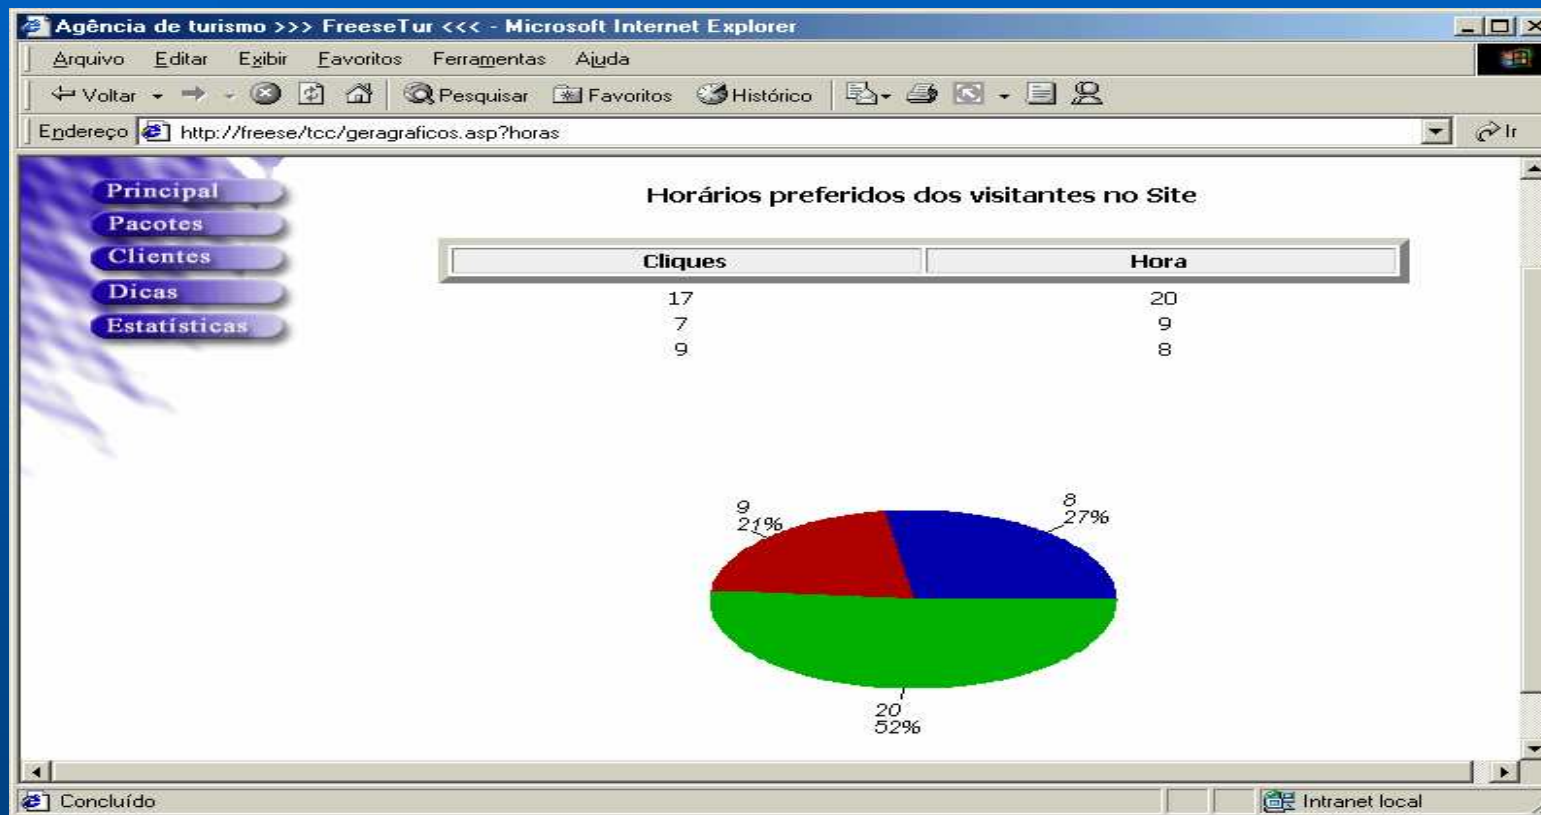 Agência de turismo >>> FreeseTur <<< - Microsoft Internet Explorer
Arquivo Editar Exibir Favoritos Ferramentas Ajuda
Voltar Pesquisar Favoritos Histórico
Endereço http://freese/tcc/geragraficos.asp?horas Ir
Principal
Pacotes
Clientes
Dicas
Estatísticas
Horários preferidos dos visitantes no Site
Cliques Hora
17 20
7 9
9 8
9
21%
8
27%
20
52%
Concluído Intranet local